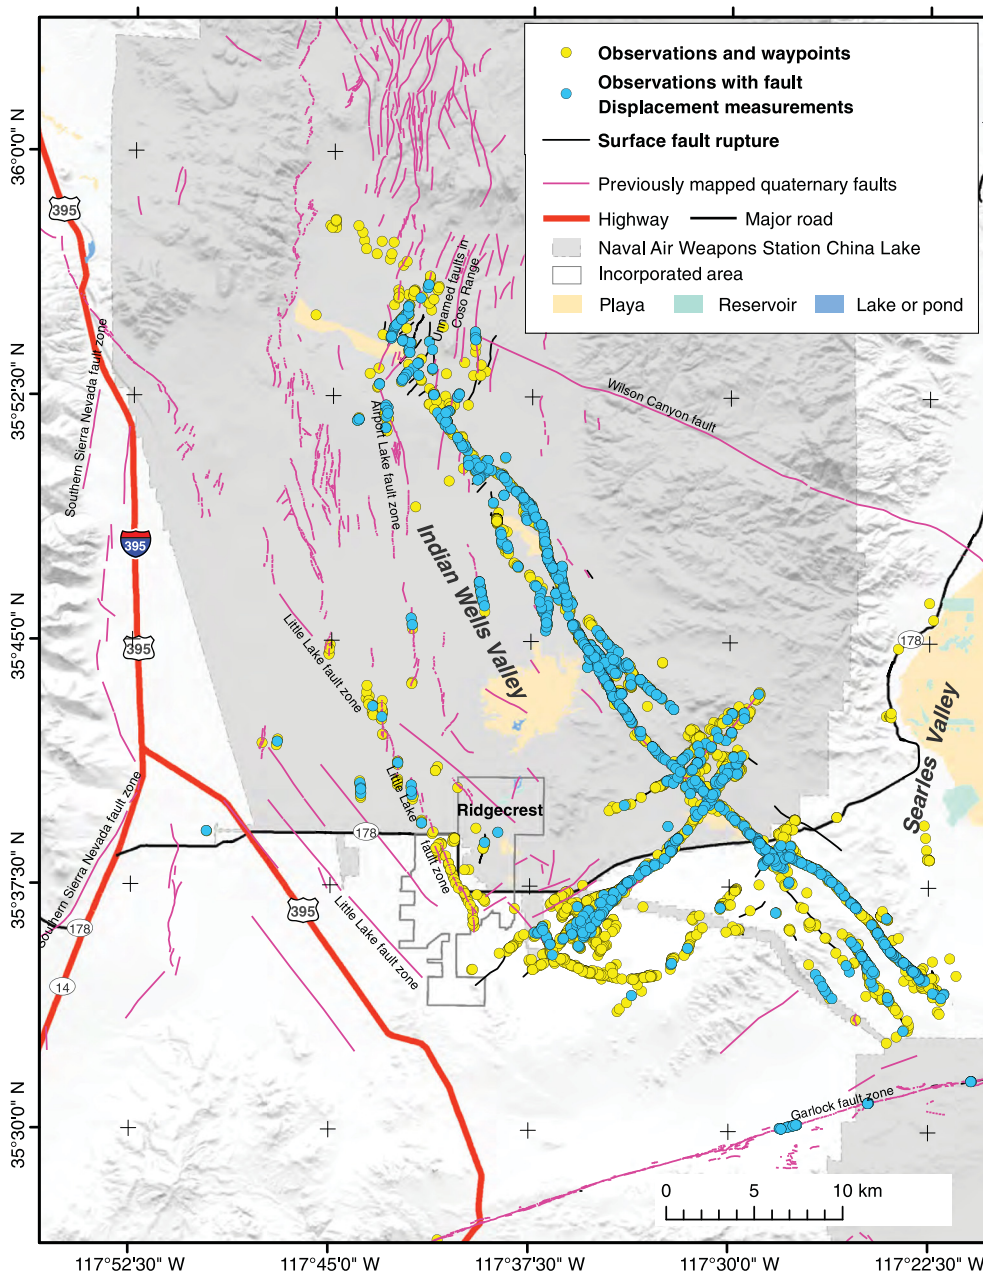 Observations and waypoints
Observations with fault
Displacement measurements
Surface fault rupture
Previously mapped quaternary faults
Highway
Major road
Naval Air Weapons Station China Lake
Incorporated area
Playa
Reservoir
Lake or pond
36°0'0" N
35°52'30" N
35°45'0" N
35°37'30" N
35°30'0" N
395
Unnamed faults in
Coso Range
Southern Sierra Nevada fault zone
Wilson Canyon fault
Airport Lake fault zone
395
Indian Wells Valley
Little Lake fault zone
395
178
Searles Valley
Southern Sierra Nevada fault zone
Little Lake
fault zone
Ridgecrest
178
Little Lake fault zone
395
178
14
Garlock fault zone
0 5 10 km
117°52'30" W
117°45'0" W
117°37'30" W
117°30'0" W
117°22'30" W